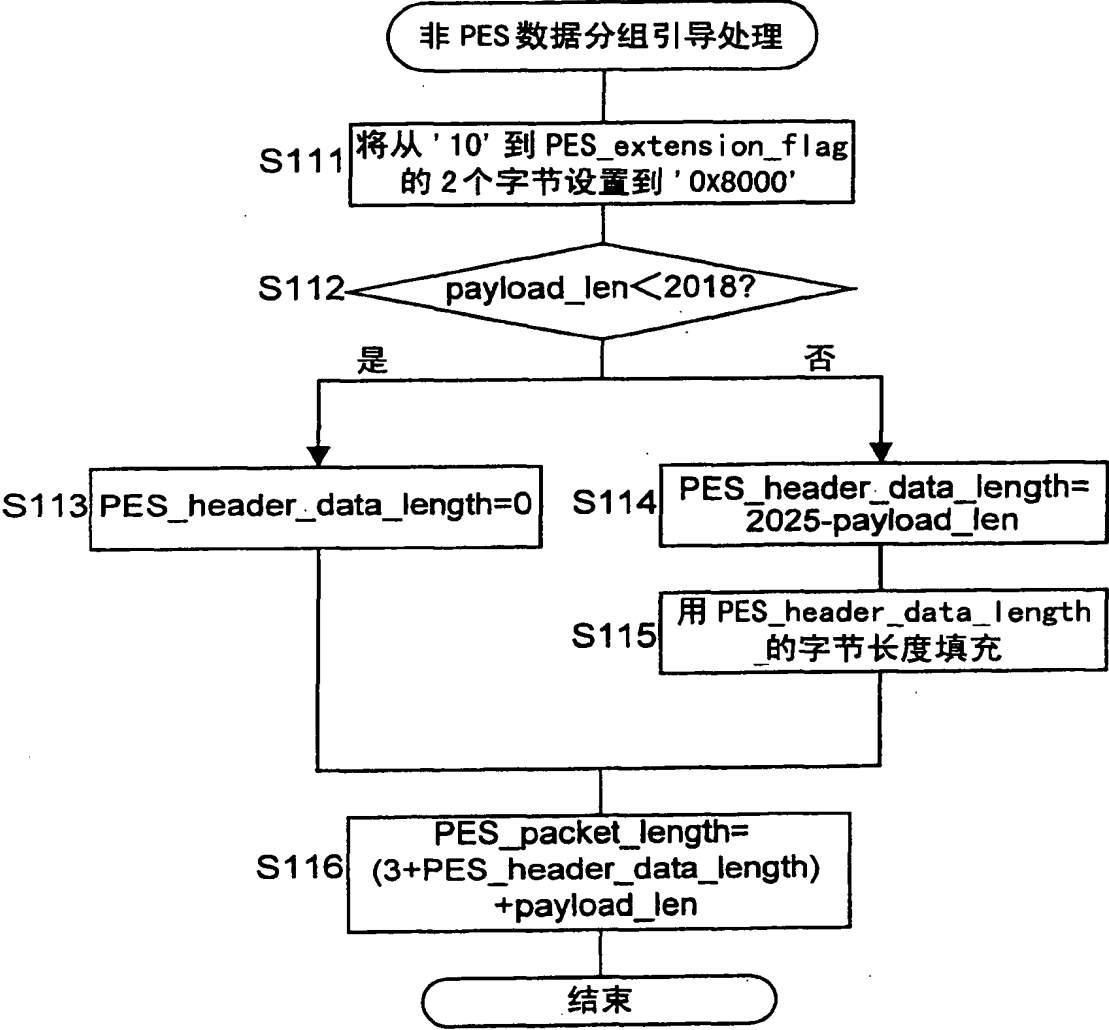 非 PES 数据分组引导处理
S111
将从 '10' 到 PES_extension_flag
的 2 个字节设置到 '0X8000'
S112
payload_len<2018?
是
否
S113
PES_header_data_length=0
S114
PES_header_data_length=
2025-payload_len
S115
用 PES_header_data_length
的字节长度填充
S116
PES_packet_length=
(3+PES_header_data_length)
+payload_len
结束